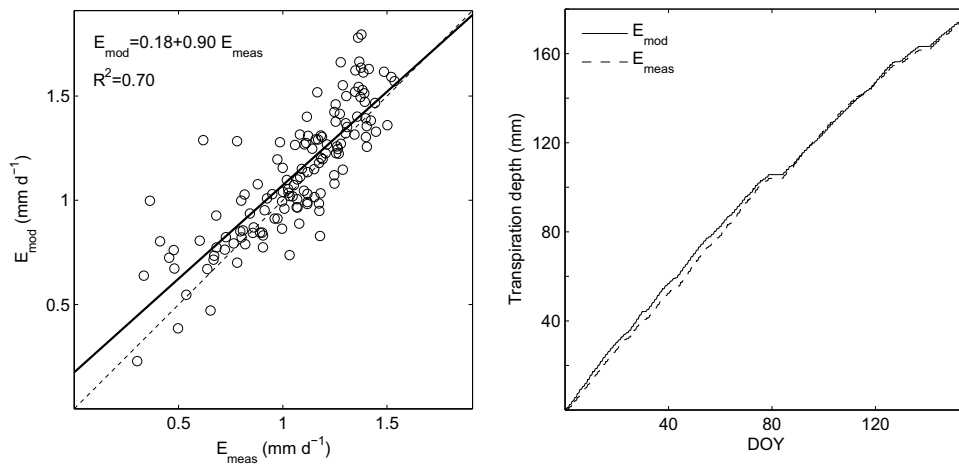 E_mod=0.18+0.90 E_meas
R²=0.70
1.5
1
0.5
E_mod (mm d⁻¹)
0.5
1
1.5
E_meas (mm d⁻¹)
E_mod
E_meas
160
120
80
40
Transpiration depth (mm)
40
80
120
DOY